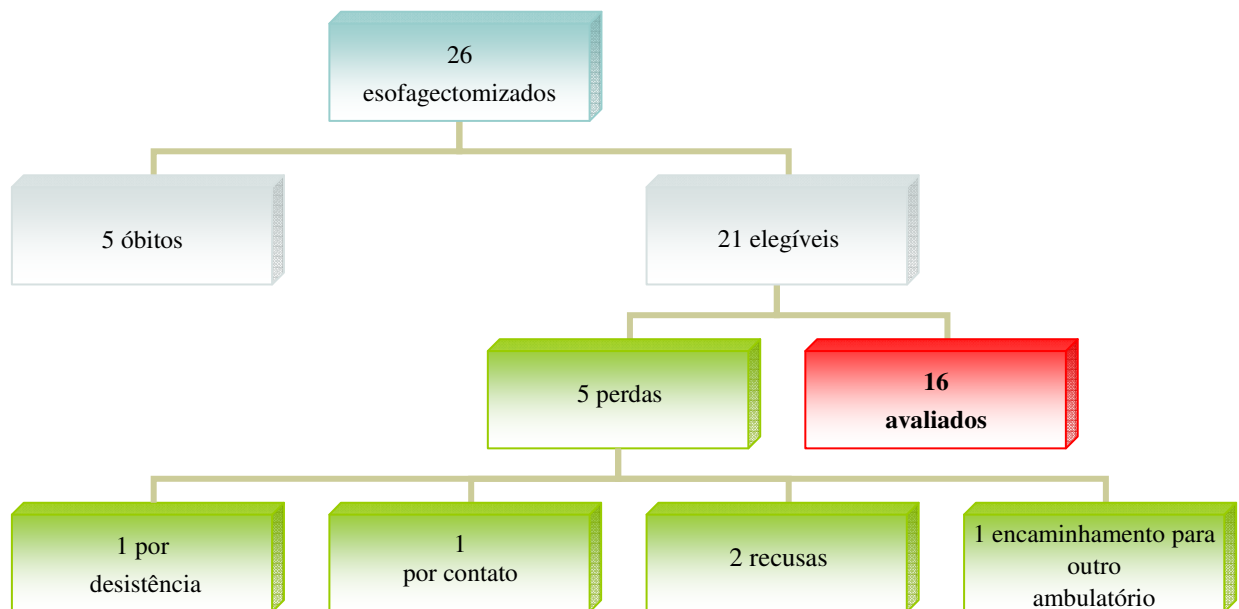 26
esofagectomizados
5 óbitos
21 elegíveis
5 perdas
16
avaliados
1 por
desistência
1
por contato
2 recusas
1 encaminhamento para
outro
ambulatório